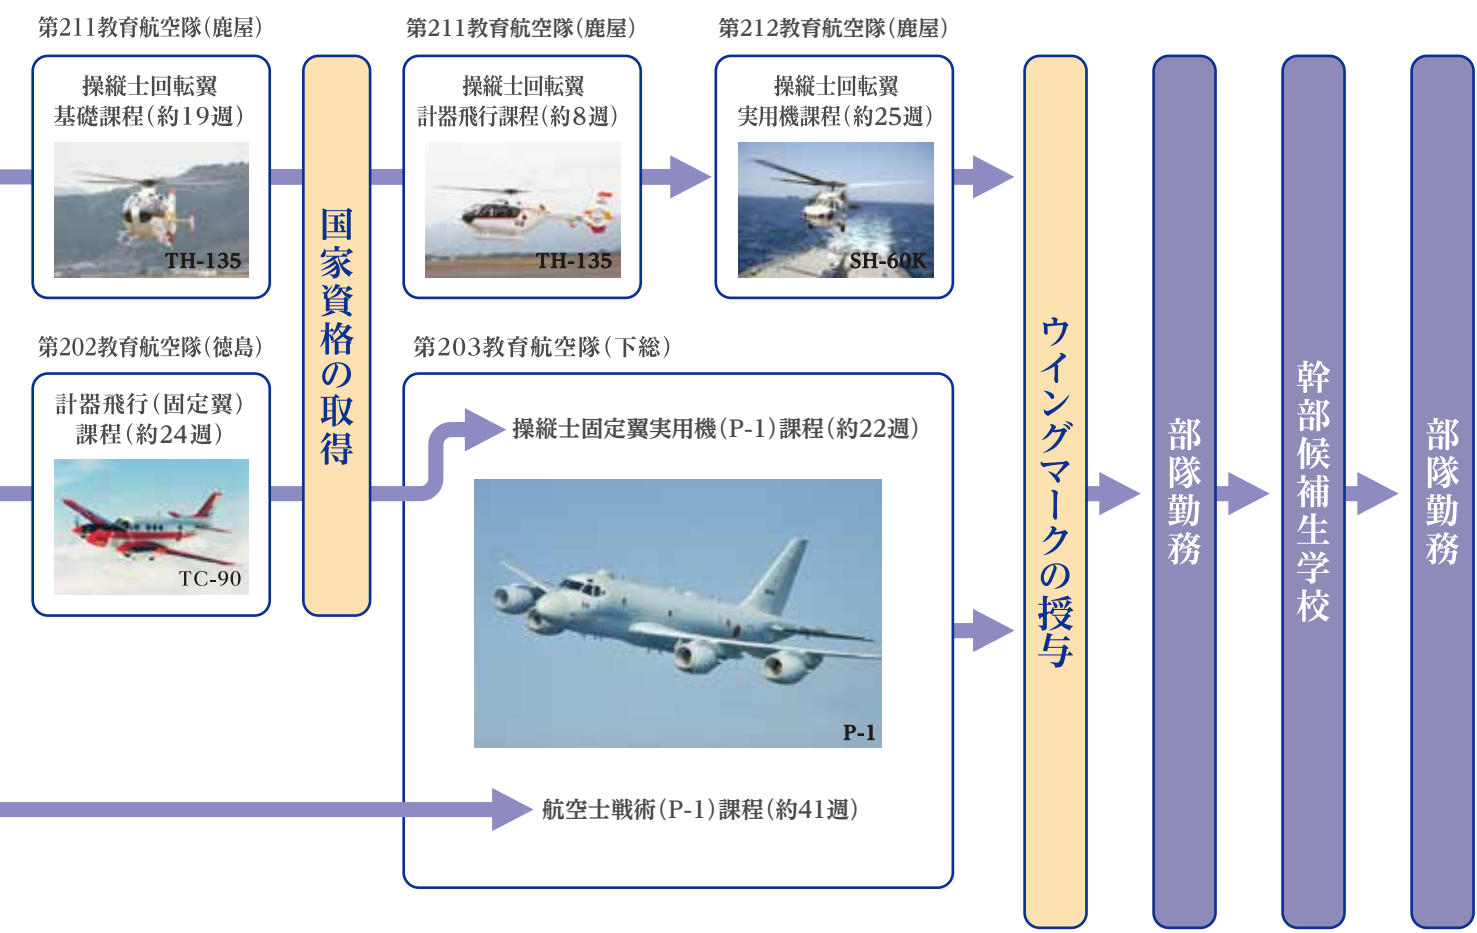 第211教育航空隊(鹿屋)
操縦士回転翼
基礎課程(約19週)
TH-135
国家資格の取得
第211教育航空隊(鹿屋)
操縦士回転翼
計器飛行課程(約8週)
TH-135
第212教育航空隊(鹿屋)
操縦士回転翼
実用機課程(約25週)
SH-60K
第202教育航空隊(徳島)
計器飛行(固定翼)
課程(約24週)
TC-90
第203教育航空隊(下総)
操縦士固定翼実用機(P-1)課程(約22週)
P-1
航空士戦術(P-1)課程(約41週)
ウイングマークの授与
部隊勤務
幹部候補生学校
部隊勤務